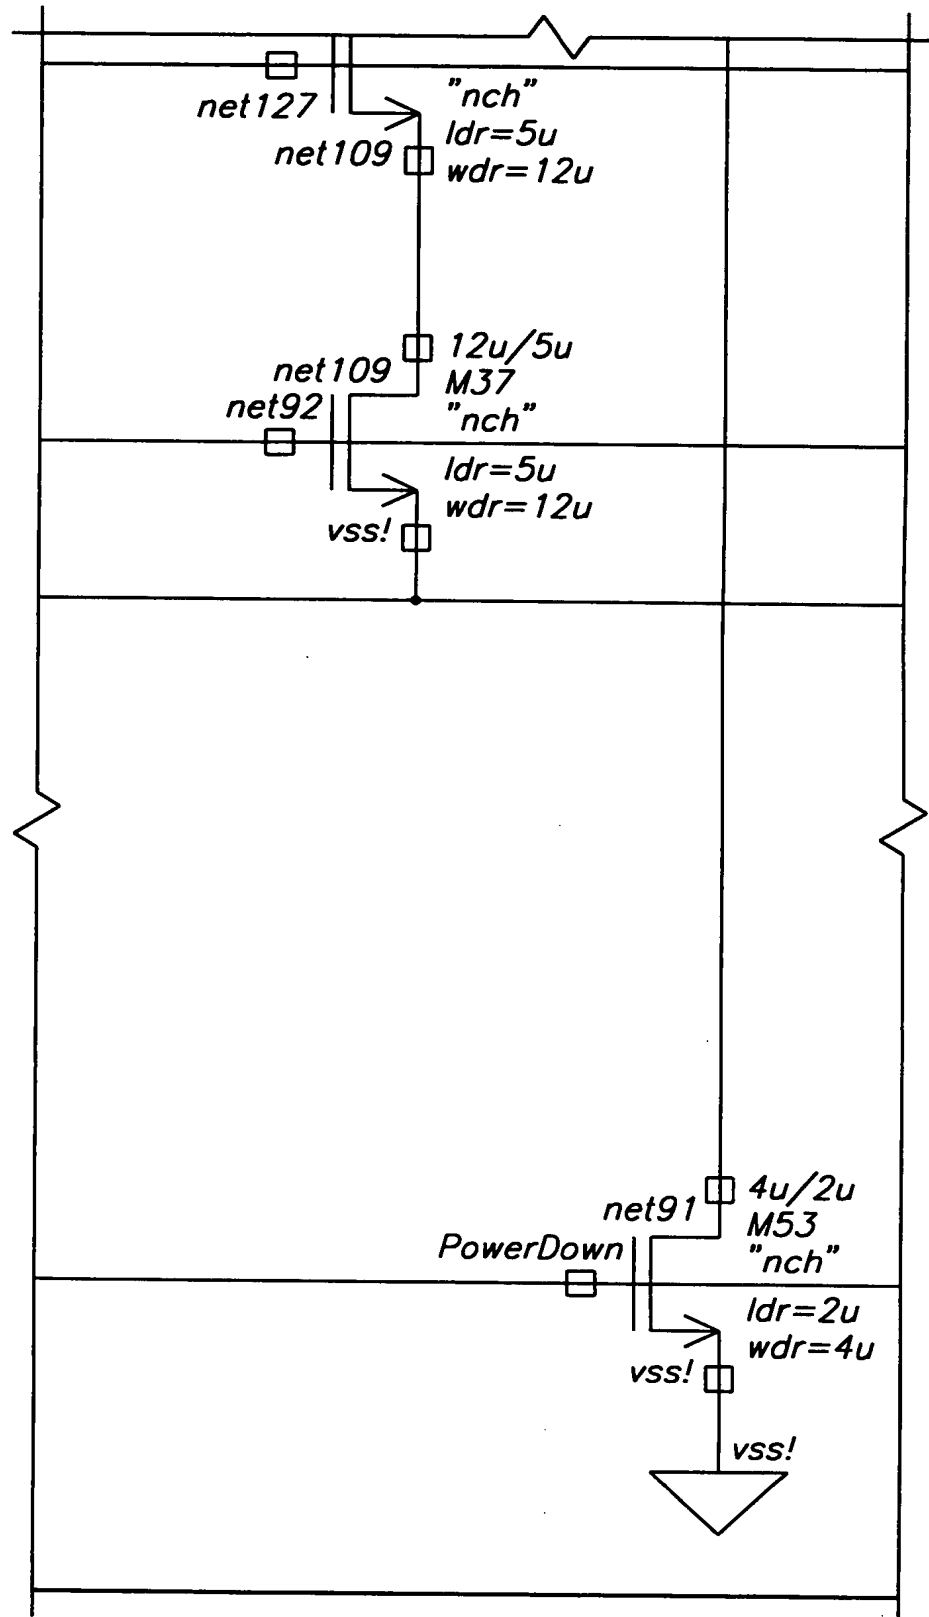 "nch"
net127
ldr=5u
net109
wdr=12u
12u/5u
net109
M37
net92
"nch"
ldr=5u
wdr=12u
vss!
4u/2u
net91
M53
PowerDown
"nch"
ldr=2u
wdr=4u
vss!
vss!